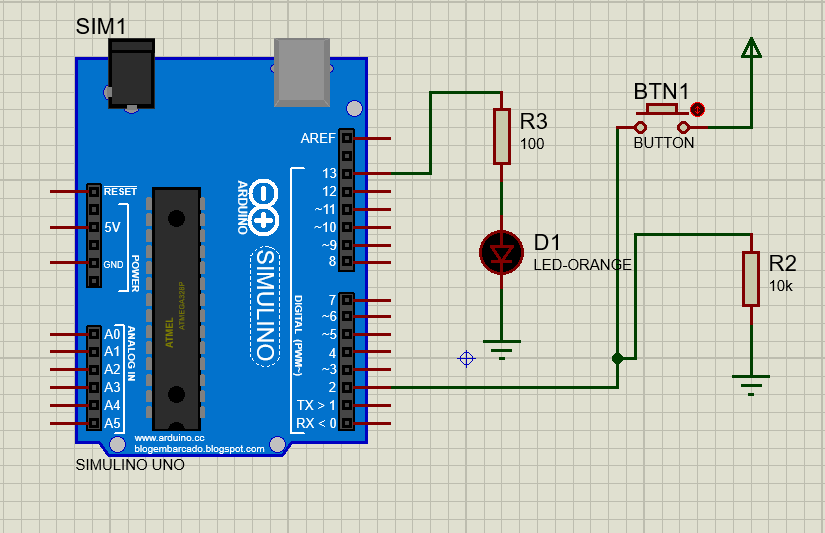 SIM1
AREF
13
12
~11
~10
~9
8
7
~6
~5
4
~3
2
TX > 1
RX < 0
RESET
5V
GND
POWER
A0
A1
A2
A3
A4
A5
ANALOG IN
ATMEL
ATMEGA328P
ARDUINO
SIMULINO
DIGITAL (PWM~)
www.arduino.cc
blogembarcado.blogspot.com
SIMULINO UNO
R3
100
D1
LED-ORANGE
BTN1
BUTTON
R2
10k